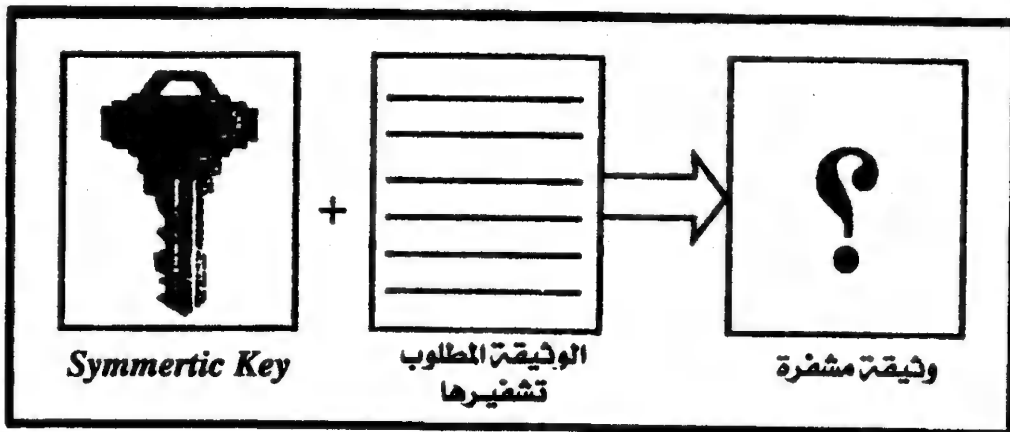 Symmertic Key
+
الوثيقة المطلوب
تشفيرها
؟
وثيقة مشفرة